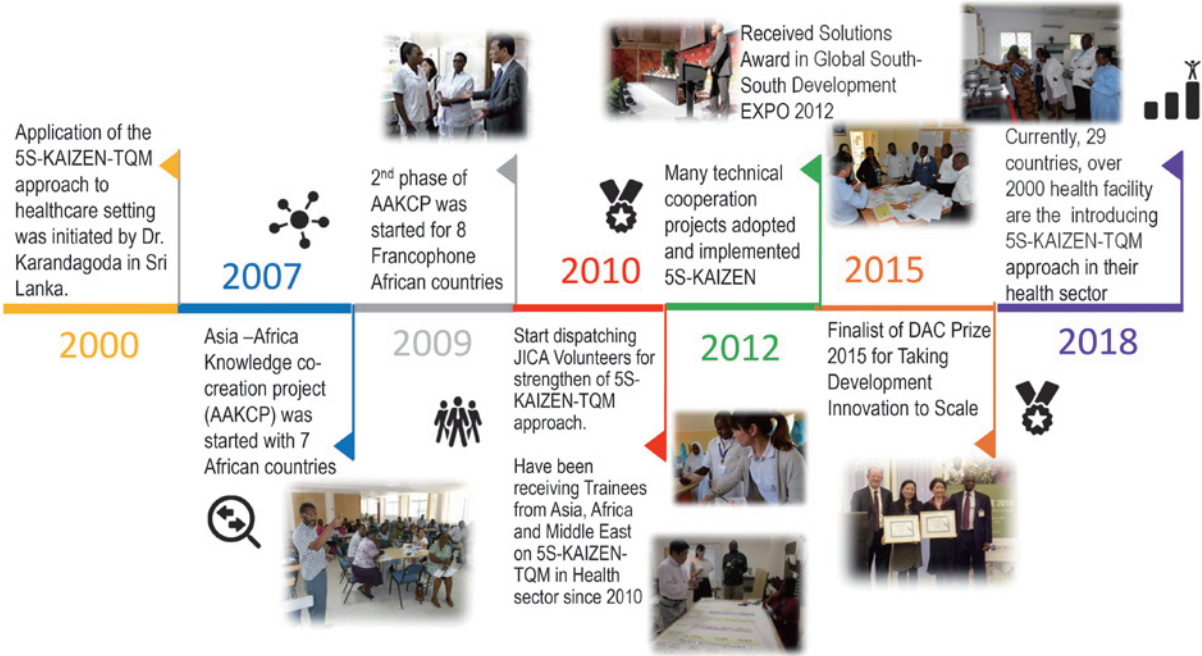 Application of the
5S-KAIZEN-TQM
approach to
healthcare setting
was initiated by Dr.
Karandagoda in Sri
Lanka.
2000
2007
Asia –Africa
Knowledge co-
creation project
(AAKCP) was
started with 7
African countries
2nd phase of
AAKCP was
started for 8
Francophone
African countries
2009
2010
Start dispatching
JICA Volunteers for
strengthen of 5S-
KAIZEN-TQM
approach.
Have been
receiving Trainees
from Asia, Africa
and Middle East
on 5S-KAIZEN-
TQM in Health
sector since 2010
Received Solutions
Award in Global South-
South Development
EXPO 2012
Many technical
cooperation
projects adopted
and implemented
5S-KAIZEN
2012
2015
Finalist of DAC Prize
2015 for Taking
Development
Innovation to Scale
Currently, 29
countries, over
2000 health facility
are the introducing
5S-KAIZEN-TQM
approach in their
health sector
2018